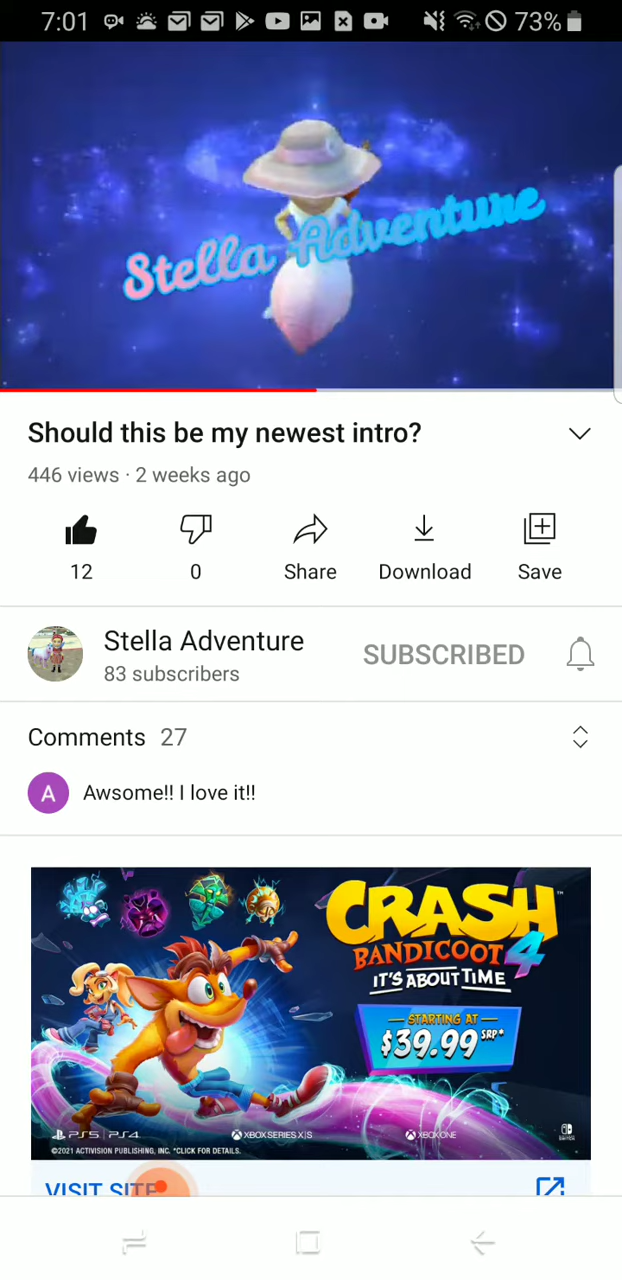 7:01
73%
Stella Adventure
Should this be my newest intro?
446 views · 2 weeks ago
12
0
Share
Download
Save
Stella Adventure
83 subscribers
SUBSCRIBED
Comments 27
A
Awsome!! I love it!!
CRASH™
BANDICOOT 4
IT'S ABOUT TIME
STARTING AT
$39.99 SRP*
PS5 PS4
XBOX SERIES X|S
XBOX ONE
©2021 ACTIVISION PUBLISHING, INC. *CLICK FOR DETAILS.
VISIT SITE